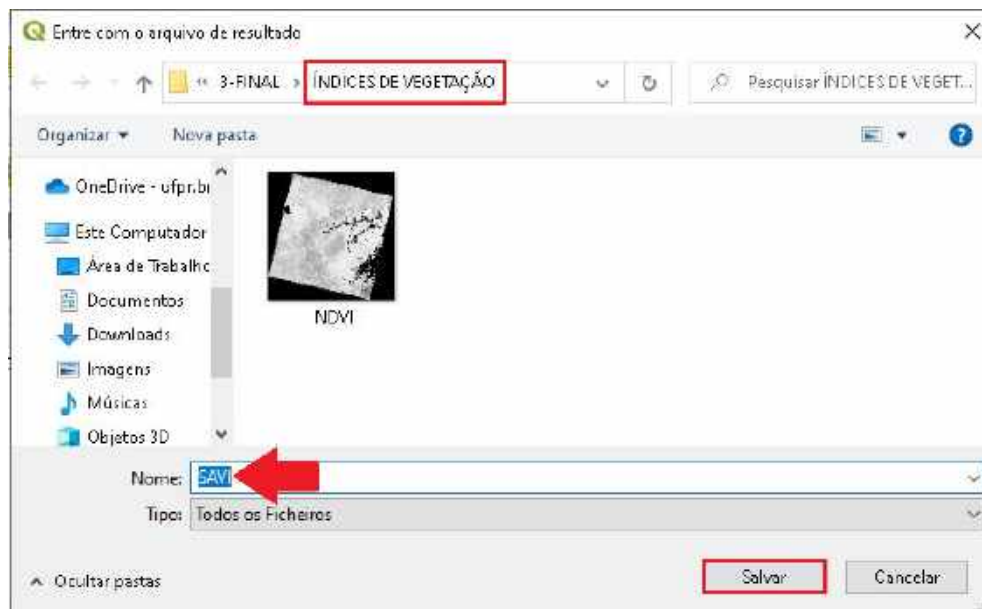 Entre com o arquivo de resultado
« 3-FINAL › ÍNDICES DE VEGETAÇÃO
Pesquisar ÍNDICES DE VEGET...
Organizar
Nova pasta
OneDrive - ufpr.br
Este Computador
Área de Trabalho
Documentos
Downloads
Imagens
Músicas
Objetos 3D
NDVI
Nome: SAVI
Tipo: Todos os Ficheiros
Ocultar pastas
Salvar
Cancelar